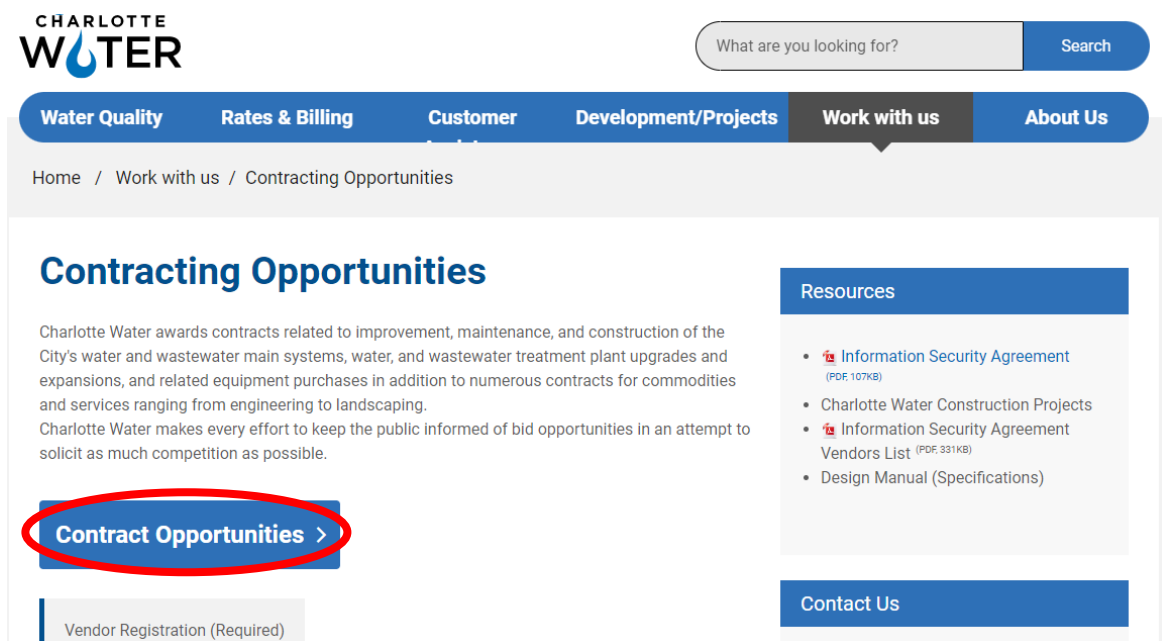 CHARLOTTE
WATER
What are you looking for?
Search
Water Quality
Rates & Billing
Customer
Development/Projects
Work with us
About Us
Home / Work with us / Contracting Opportunities
Contracting Opportunities
Charlotte Water awards contracts related to improvement, maintenance, and construction of the
City's water and wastewater main systems, water, and wastewater treatment plant upgrades and
expansions, and related equipment purchases in addition to numerous contracts for commodities
and services ranging from engineering to landscaping.
Charlotte Water makes every effort to keep the public informed of bid opportunities in an attempt to
solicit as much competition as possible.
Contract Opportunities >
Vendor Registration (Required)
Resources
• Information Security Agreement
(PDF, 107KB)
• Charlotte Water Construction Projects
• Information Security Agreement
Vendors List (PDF, 331KB)
• Design Manual (Specifications)
Contact Us